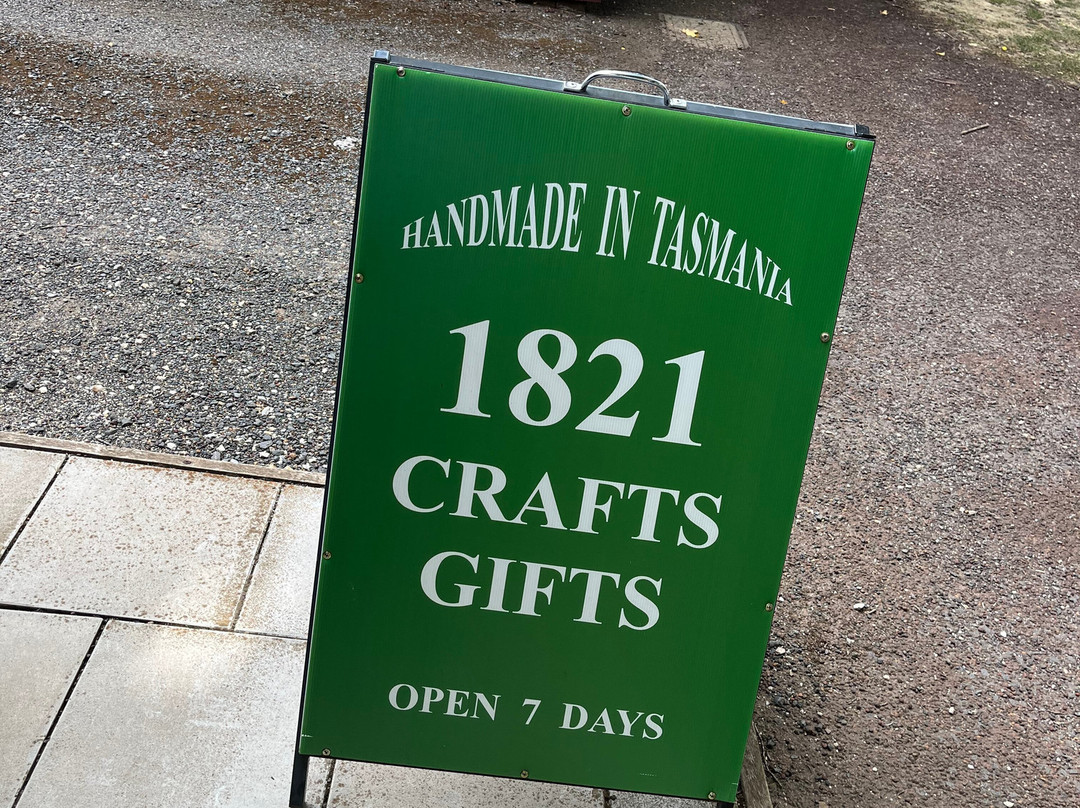 HANDMADE IN TASMANIA
1821
CRAFTS
GIFTS
OPEN 7 DAYS